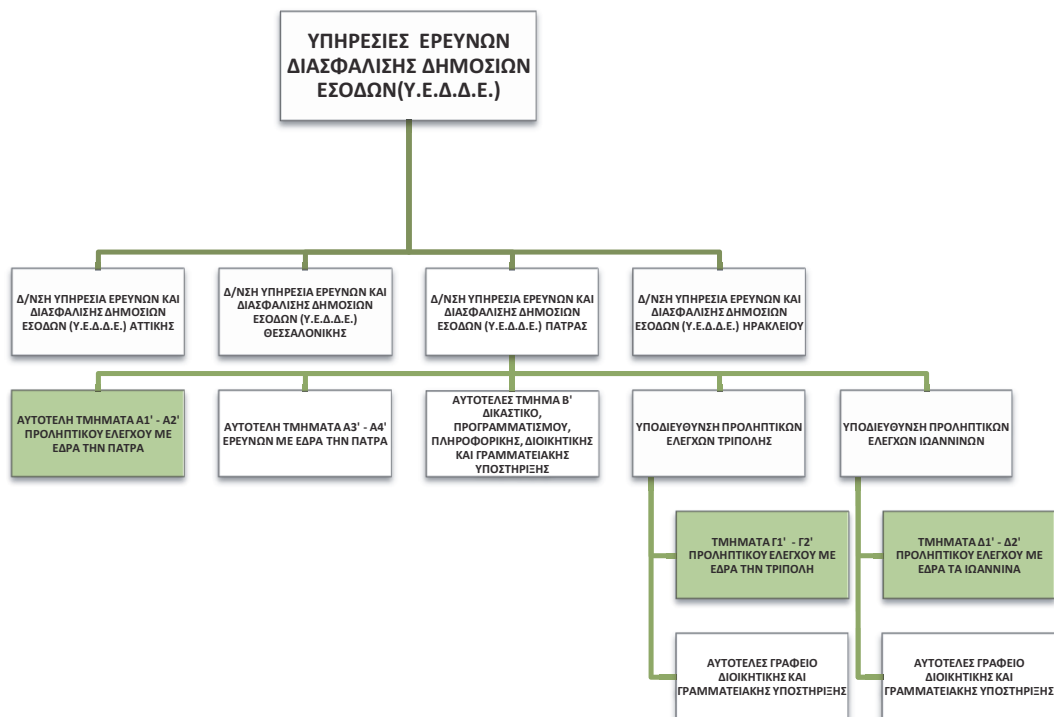 ΥΠΗΡΕΣΙΕΣ ΕΡΕΥΝΩΝ
ΔΙΑΣΦΑΛΙΣΗΣ ΔΗΜΟΣΙΩΝ
ΕΣΟΔΩΝ(Υ.Ε.Δ.Δ.Ε.)
Δ/ΝΣΗ ΥΠΗΡΕΣΙΑ ΕΡΕΥΝΩΝ ΚΑΙ
ΔΙΑΣΦΑΛΙΣΗΣ ΔΗΜΟΣΙΩΝ
ΕΣΟΔΩΝ (Υ.Ε.Δ.Δ.Ε.) ΑΤΤΙΚΗΣ
Δ/ΝΣΗ ΥΠΗΡΕΣΙΑ ΕΡΕΥΝΩΝ ΚΑΙ
ΔΙΑΣΦΑΛΙΣΗΣ ΔΗΜΟΣΙΩΝ
ΕΣΟΔΩΝ (Υ.Ε.Δ.Δ.Ε.)
ΘΕΣΣΑΛΟΝΙΚΗΣ
Δ/ΝΣΗ ΥΠΗΡΕΣΙΑ ΕΡΕΥΝΩΝ ΚΑΙ
ΔΙΑΣΦΑΛΙΣΗΣ ΔΗΜΟΣΙΩΝ
ΕΣΟΔΩΝ (Υ.Ε.Δ.Δ.Ε.) ΠΑΤΡΑΣ
Δ/ΝΣΗ ΥΠΗΡΕΣΙΑ ΕΡΕΥΝΩΝ ΚΑΙ
ΔΙΑΣΦΑΛΙΣΗΣ ΔΗΜΟΣΙΩΝ
ΕΣΟΔΩΝ (Υ.Ε.Δ.Δ.Ε.) ΗΡΑΚΛΕΙΟΥ
ΑΥΤΟΤΕΛΗ ΤΜΗΜΑΤΑ Α1' - Α2'
ΠΡΟΛΗΠΤΙΚΟΥ ΕΛΕΓΧΟΥ ΜΕ
ΕΔΡΑ ΤΗΝ ΠΑΤΡΑ
ΑΥΤΟΤΕΛΗ ΤΜΗΜΑΤΑ Α3' - Α4'
ΕΡΕΥΝΩΝ ΜΕ ΕΔΡΑ ΤΗΝ ΠΑΤΡΑ
ΑΥΤΟΤΕΛΕΣ ΤΜΗΜΑ Β'
ΔΙΚΑΣΤΙΚΟ,
ΠΡΟΓΡΑΜΜΑΤΙΣΜΟΥ,
ΠΛΗΡΟΦΟΡΙΚΗΣ, ΔΙΟΙΚΗΤΙΚΗΣ
ΚΑΙ ΓΡΑΜΜΑΤΕΙΑΚΗΣ
ΥΠΟΣΤΗΡΙΞΗΣ
ΥΠΟΔΙΕΥΘΥΝΣΗ ΠΡΟΛΗΠΤΙΚΩΝ
ΕΛΕΓΧΩΝ ΤΡΙΠΟΛΗΣ
ΥΠΟΔΙΕΥΘΥΝΣΗ ΠΡΟΛΗΠΤΙΚΩΝ
ΕΛΕΓΧΩΝ ΙΩΑΝΝΙΝΩΝ
ΤΜΗΜΑΤΑ Γ1' - Γ2'
ΠΡΟΛΗΠΤΙΚΟΥ ΕΛΕΓΧΟΥ ΜΕ
ΕΔΡΑ ΤΗΝ ΤΡΙΠΟΛΗ
ΤΜΗΜΑΤΑ Δ1' - Δ2'
ΠΡΟΛΗΠΤΙΚΟΥ ΕΛΕΓΧΟΥ ΜΕ
ΕΔΡΑ ΤΑ ΙΩΑΝΝΙΝΑ
ΑΥΤΟΤΕΛΕΣ ΓΡΑΦΕΙΟ
ΔΙΟΙΚΗΤΙΚΗΣ ΚΑΙ
ΓΡΑΜΜΑΤΕΙΑΚΗΣ ΥΠΟΣΤΗΡΙΞΗΣ
ΑΥΤΟΤΕΛΕΣ ΓΡΑΦΕΙΟ
ΔΙΟΙΚΗΤΙΚΗΣ ΚΑΙ
ΓΡΑΜΜΑΤΕΙΑΚΗΣ ΥΠΟΣΤΗΡΙΞΗΣ